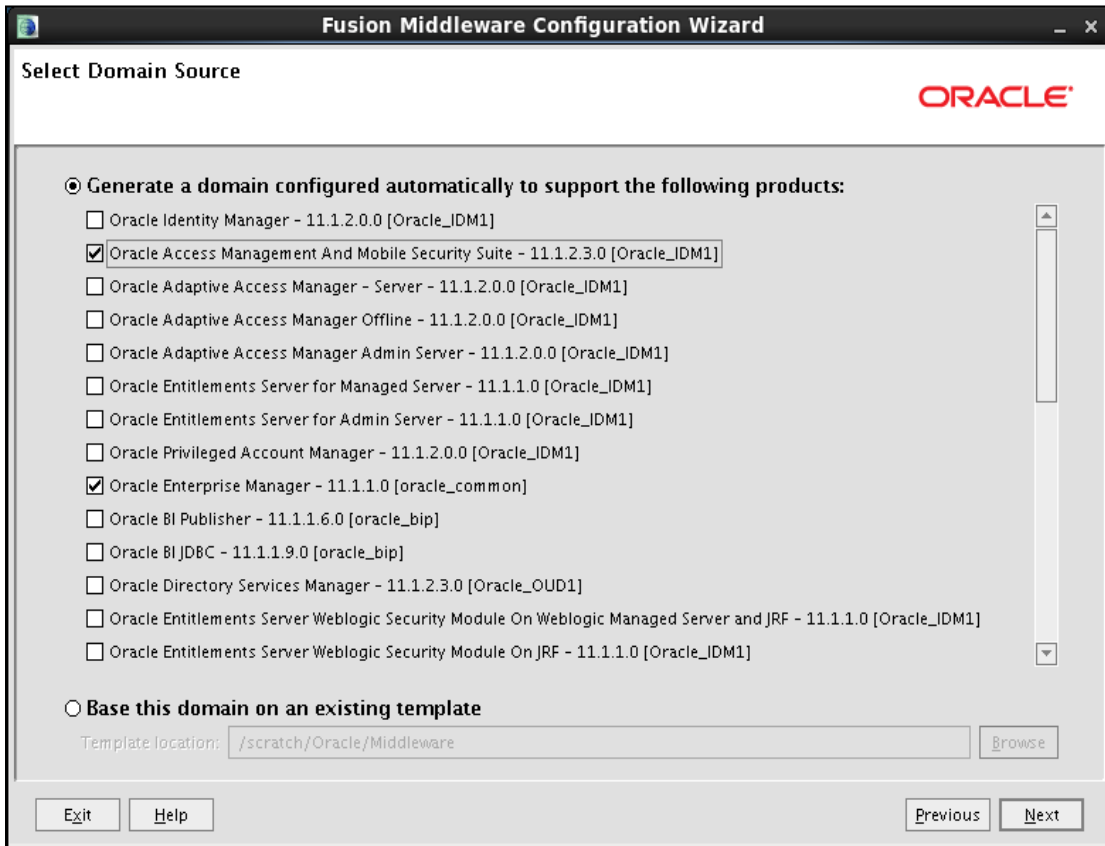 Fusion Middleware Configuration Wizard
Select Domain Source
ORACLE
Generate a domain configured automatically to support the following products:
Oracle Identity Manager - 11.1.2.0.0 [Oracle_IDM1]
Oracle Access Management And Mobile Security Suite - 11.1.2.3.0 [Oracle_IDM1]
Oracle Adaptive Access Manager - Server - 11.1.2.0.0 [Oracle_IDM1]
Oracle Adaptive Access Manager Offline - 11.1.2.0.0 [Oracle_IDM1]
Oracle Adaptive Access Manager Admin Server - 11.1.2.0.0 [Oracle_IDM1]
Oracle Entitlements Server for Managed Server - 11.1.1.0 [Oracle_IDM1]
Oracle Entitlements Server for Admin Server - 11.1.1.0 [Oracle_IDM1]
Oracle Privileged Account Manager - 11.1.2.0.0 [Oracle_IDM1]
Oracle Enterprise Manager - 11.1.1.0 [oracle_common]
Oracle BI Publisher - 11.1.1.6.0 [oracle_bip]
Oracle BI JDBC - 11.1.1.9.0 [oracle_bip]
Oracle Directory Services Manager - 11.1.2.3.0 [Oracle_OUD1]
Oracle Entitlements Server Weblogic Security Module On Weblogic Managed Server and JRF - 11.1.1.0 [Oracle_IDM1]
Oracle Entitlements Server Weblogic Security Module On JRF - 11.1.1.0 [Oracle_IDM1]
Base this domain on an existing template
Template location: /scratch/Oracle/Middleware Browse
Exit Help Previous Next